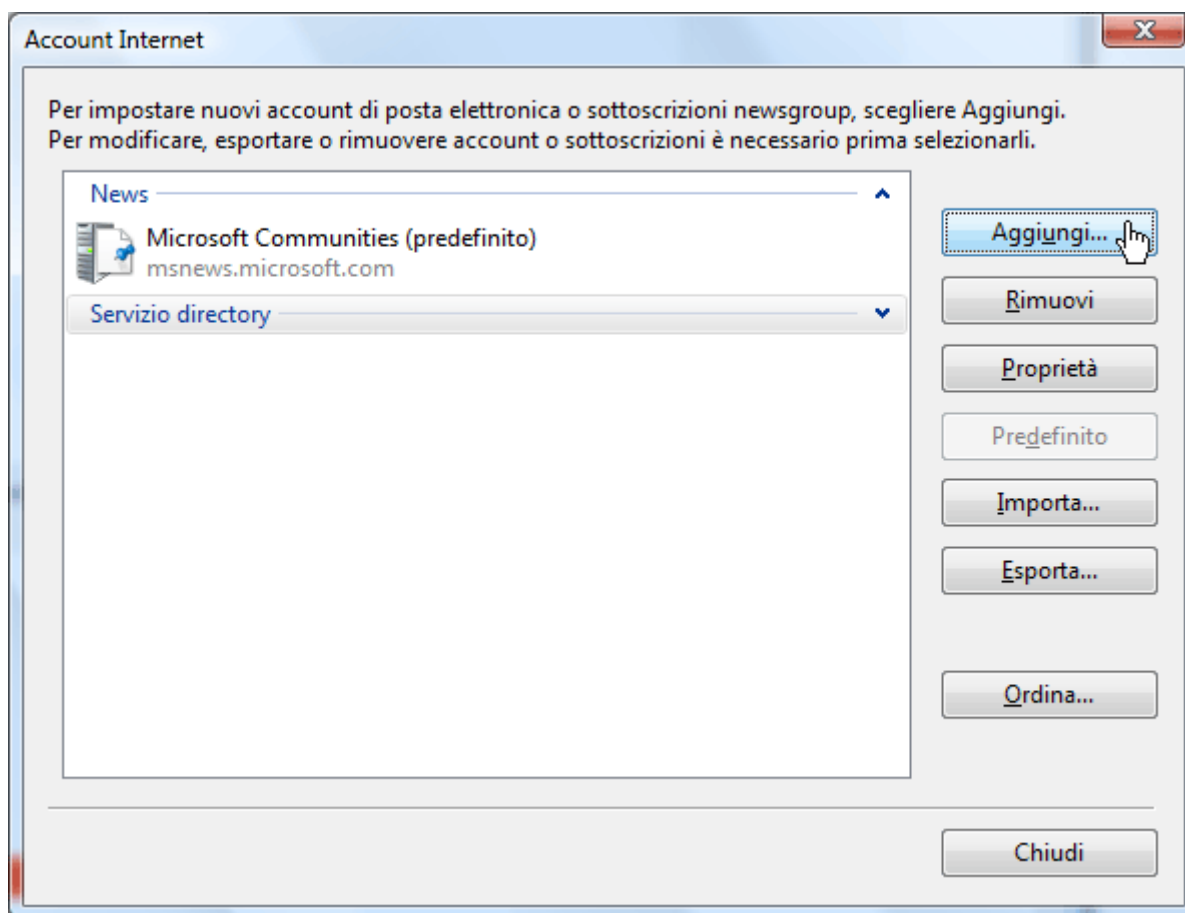 Account Internet
Per impostare nuovi account di posta elettronica o sottoscrizioni newsgroup, scegliere Aggiungi.
Per modificare, esportare o rimuovere account o sottoscrizioni è necessario prima selezionarli.
News
Microsoft Communities (predefinito)
msnews.microsoft.com
Servizio directory
Aggiungi...
Rimuovi
Proprietà
Predefinito
Importa...
Esporta...
Ordina...
Chiudi